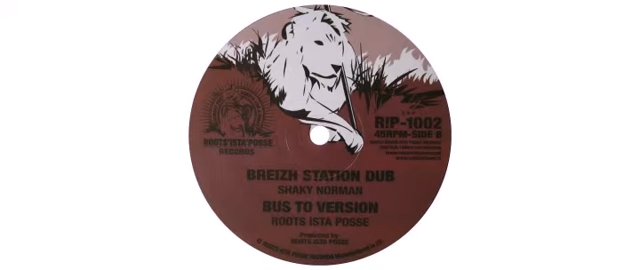 RIP-1002
45RPM-SIDE B
ROOTS'ISTA'POSSE
RECORDS
BREIZH STATION DUB
SHAKY NORMAN
BUS TO VERSION
ROOTS ISTA POSSE
Produced by
ROOTS ISTA POSSE